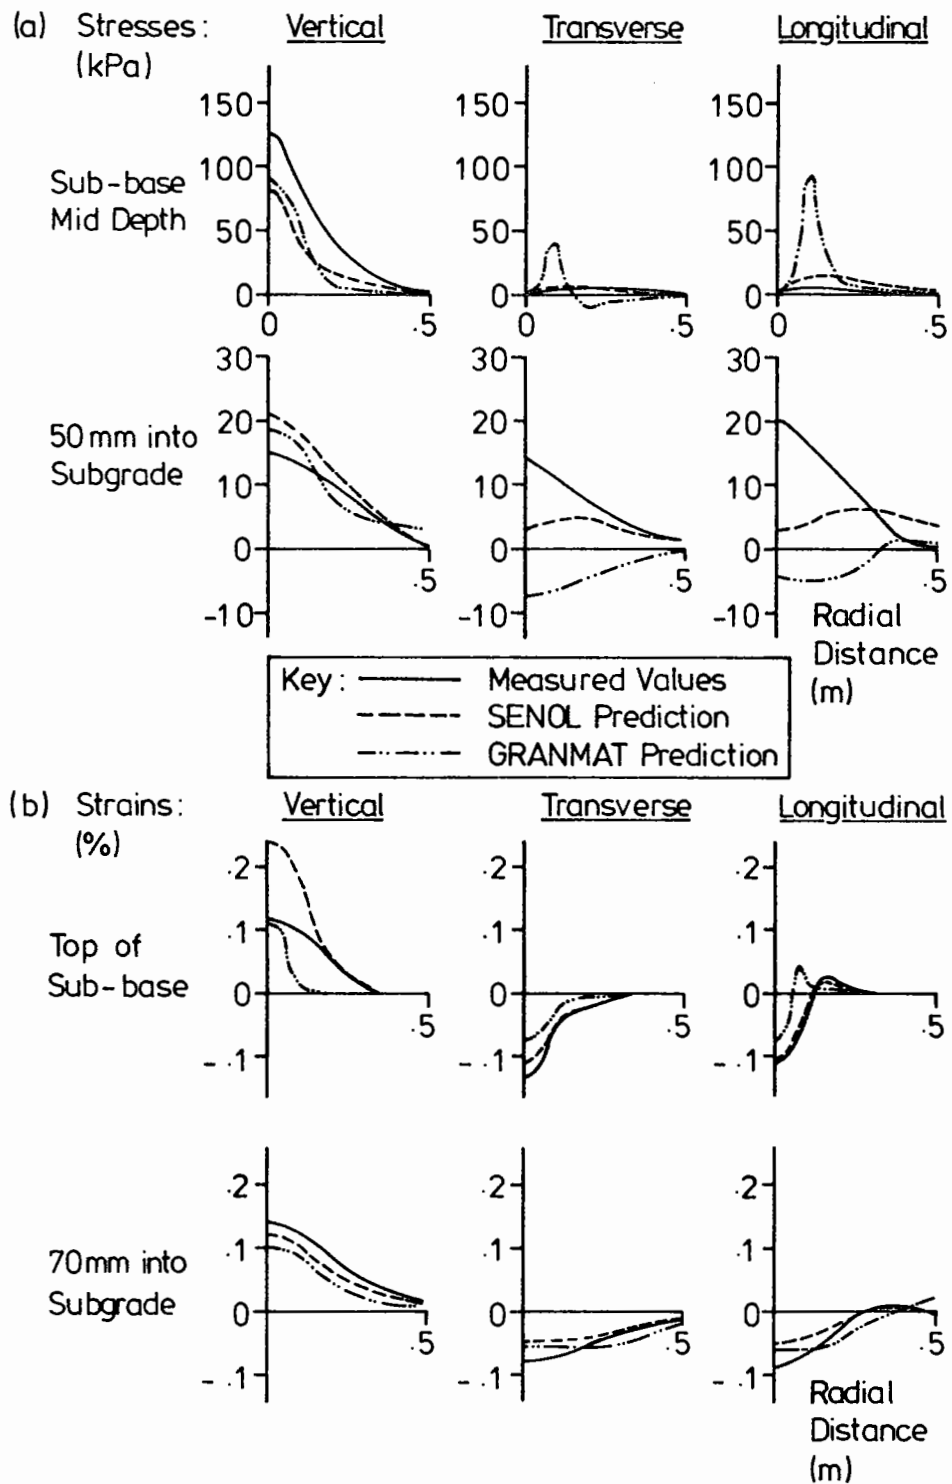 (a) Stresses: Vertical Transverse Longitudinal
(kPa)
150 150 150
100 100 100
Sub-base
Mid Depth
50 50 50
0 0 0
0 .5 0 .5 0 .5
30 30 30
20 20 20
50mm into
Subgrade
10 10 10
0 0 0
.5 .5 .5
-10 -10 -10
Radial
Distance
(m)
Key: Measured Values
SENOL Prediction
GRANMAT Prediction
(b) Strains: Vertical Transverse Longitudinal
(%)
.2 .2 .2
.1 .1 .1
Top of
Sub-base
0 0 0
.5 .5 .5
-.1 -.1 -.1
.2 .2 .2
.1 .1 .1
70mm into
Subgrade
0 0 0
.5 .5 .5
-.1 -.1 -.1
Radial
Distance
(m)